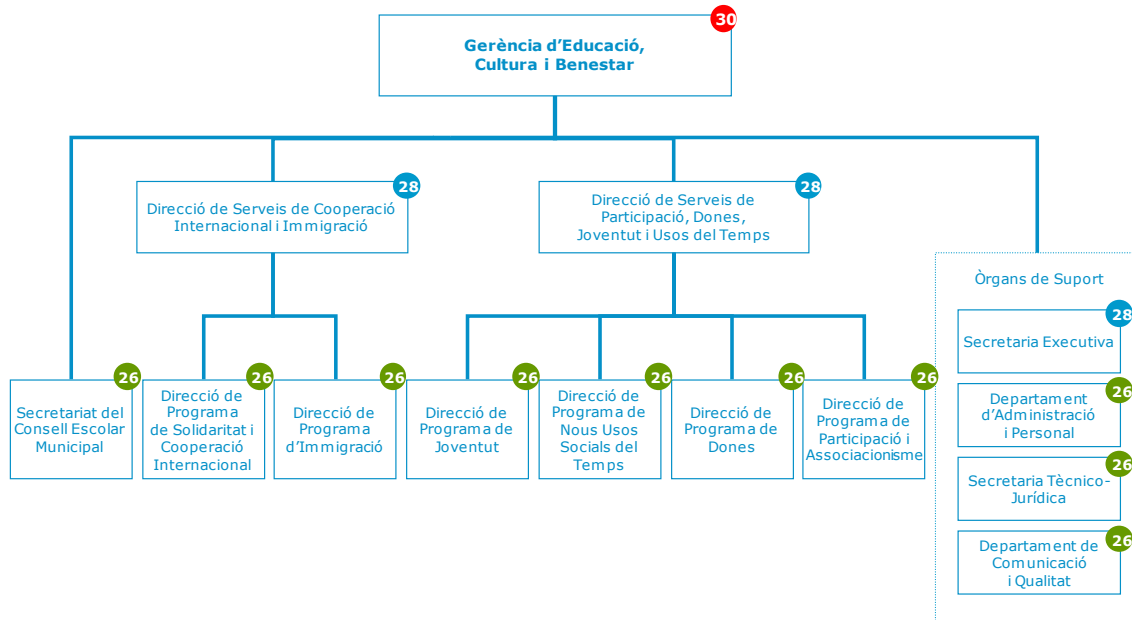 30
Gerència d’Educació,
Cultura i Benestar
28
Direcció de Serveis de Cooperació
Internacional i Immigració
28
Direcció de Serveis de
Participació, Dones,
Joventut i Usos del Temps
Òrgans de Suport
28
Secretaria Executiva
26
Departament
d’Administració
i Personal
26
Secretaria Tècnico-
Jurídica
26
Departament de
Comunicació
i Qualitat
26
Secretariat del
Consell Escolar
Municipal
26
Direcció de
Programa
de Solidaritat i
Cooperació
Internacional
26
Direcció de
Programa
d’Immigració
26
Direcció de
Programa de
Joventut
26
Direcció de
Programa de
Nous Usos
Socials del
Temps
26
Direcció de
Programa de
Dones
26
Direcció de
Programa de
Participació i
Associacionisme